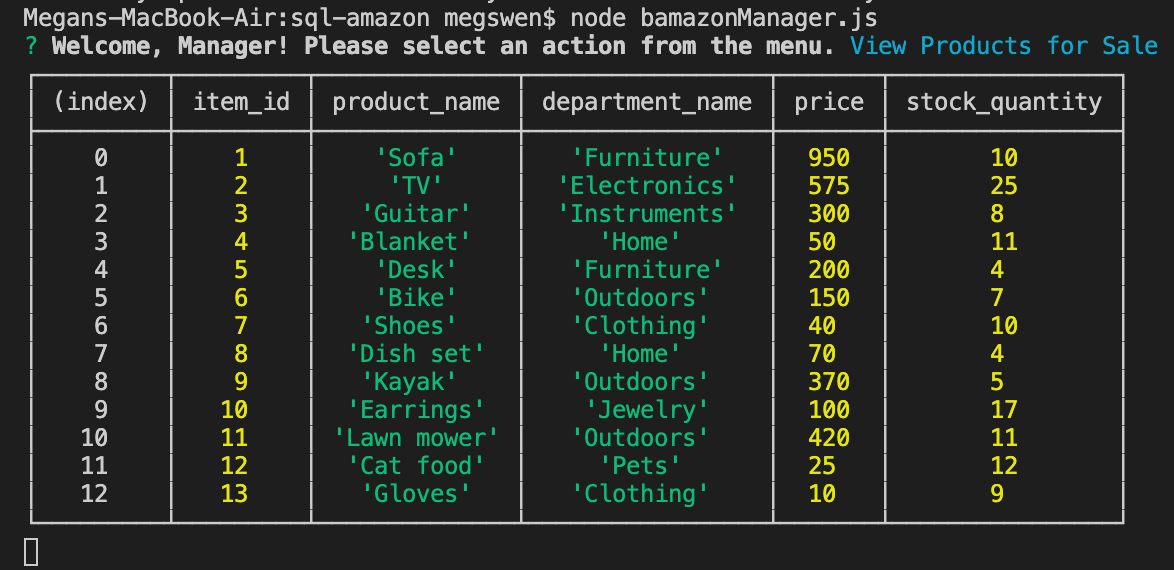 Megans-MacBook-Air:sql-amazon megswen$ node bamazonManager.js
? Welcome, Manager! Please select an action from the menu. View Products for Sale
(index) item_id product_name department_name price stock_quantity
0 1 'Sofa' 'Furniture' 950 10
1 2 'TV' 'Electronics' 575 25
2 3 'Guitar' 'Instruments' 300 8
3 4 'Blanket' 'Home' 50 11
4 5 'Desk' 'Furniture' 200 4
5 6 'Bike' 'Outdoors' 150 7
6 7 'Shoes' 'Clothing' 40 10
7 8 'Dish set' 'Home' 70 4
8 9 'Kayak' 'Outdoors' 370 5
9 10 'Earrings' 'Jewelry' 100 17
10 11 'Lawn mower' 'Outdoors' 420 11
11 12 'Cat food' 'Pets' 25 12
12 13 'Gloves' 'Clothing' 10 9